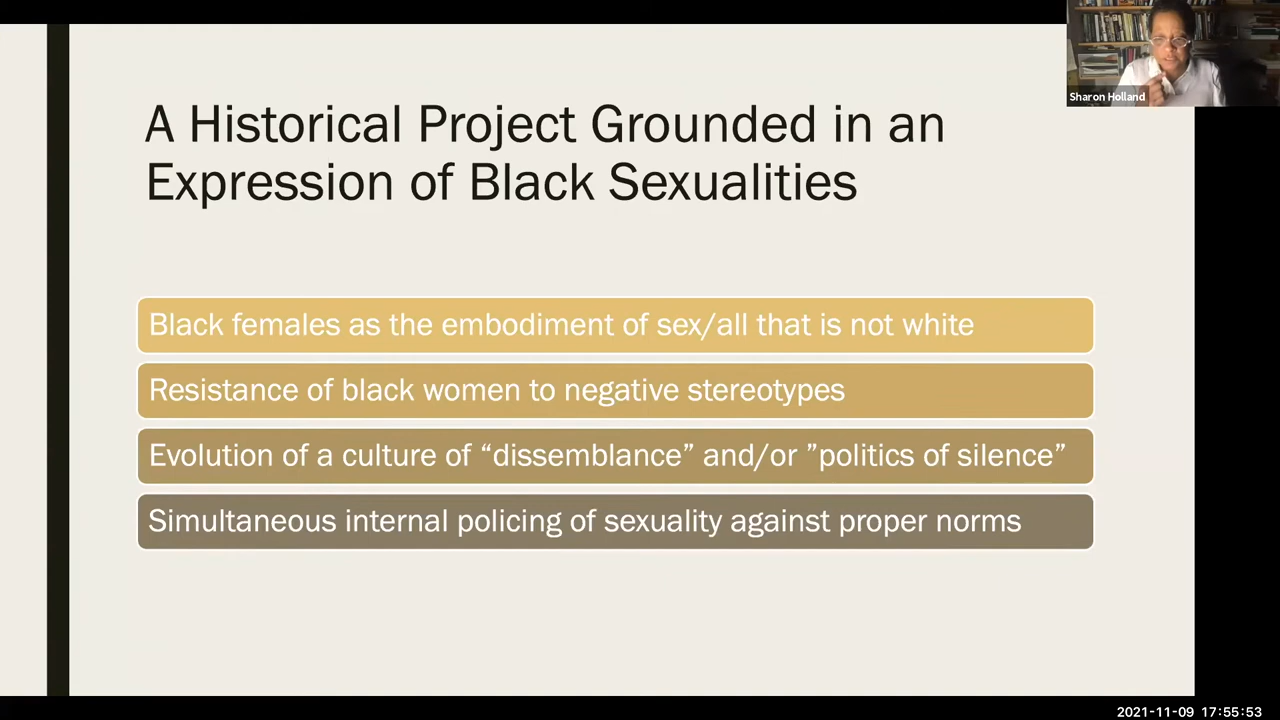 Sharon Holland
A Historical Project Grounded in an
Expression of Black Sexualities
Black females as the embodiment of sex/all that is not white
Resistance of black women to negative stereotypes
Evolution of a culture of “dissemblance” and/or ”politics of silence”
Simultaneous internal policing of sexuality against proper norms
2021-11-09 17:55:53